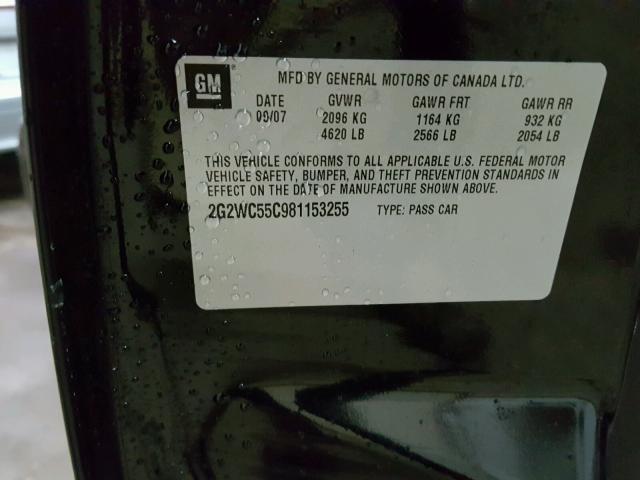 GM
MFD BY GENERAL MOTORS OF CANADA LTD.
DATE GVWR GAWR FRT GAWR RR
09/07 2096 KG 1164 KG 932 KG
4620 LB 2566 LB 2054 LB
THIS VEHICLE CONFORMS TO ALL APPLICABLE U.S. FEDERAL MOTOR
VEHICLE SAFETY, BUMPER, AND THEFT PREVENTION STANDARDS IN
EFFECT ON THE DATE OF MANUFACTURE SHOWN ABOVE.
2G2WC55C981153255 TYPE: PASS CAR